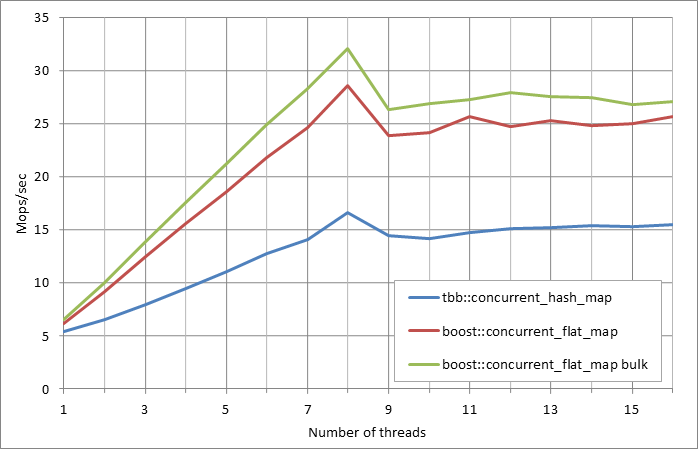 35
30
25
20
15
10
5
0
Mops/sec
tbb::concurrent_hash_map
boost::concurrent_flat_map
boost::concurrent_flat_map bulk
1 3 5 7 9 11 13 15
Number of threads